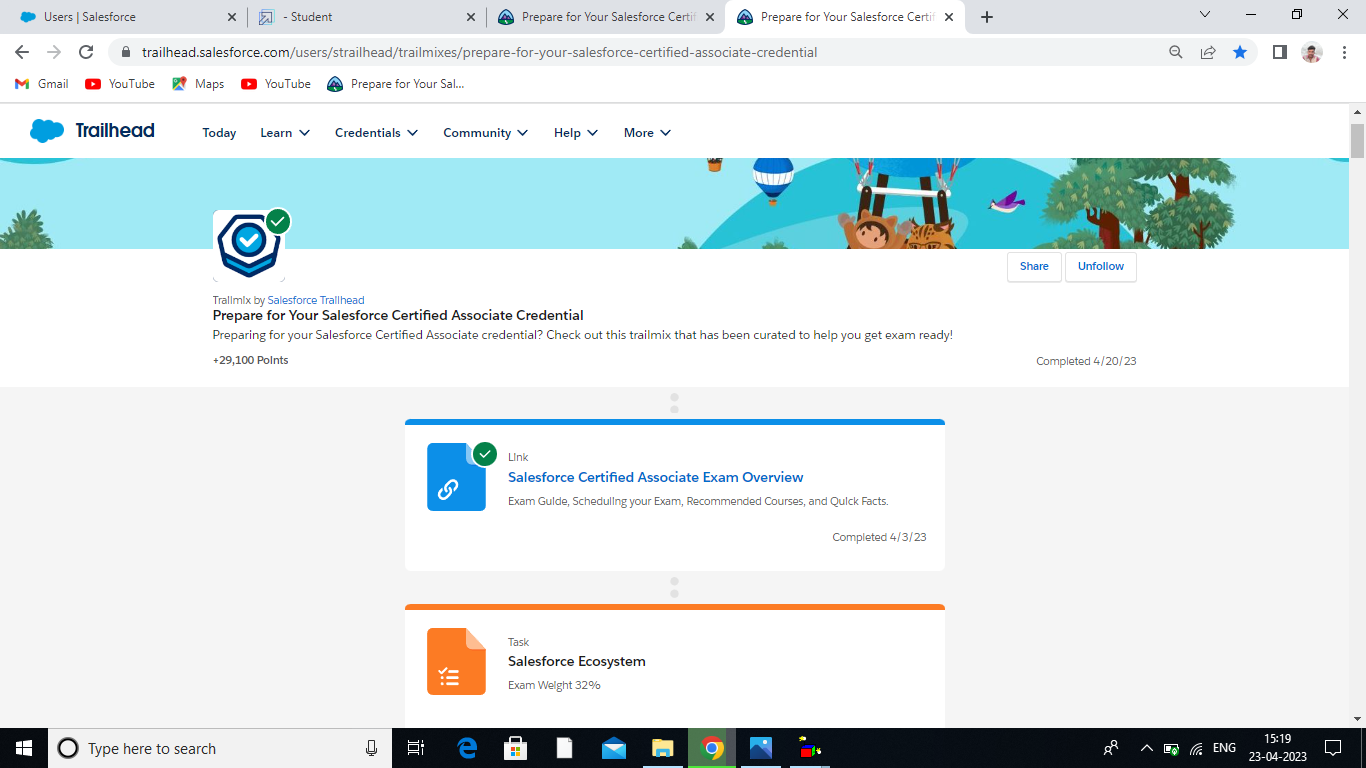 Users | Salesforce
- Student
Prepare for Your Salesforce Certifi
Prepare for Your Salesforce Certifi
trailhead.salesforce.com/users/strailhead/trailmixes/prepare-for-your-salesforce-certified-associate-credential
Gmail
YouTube
Maps
YouTube
Prepare for Your Sal...
Trailhead
Today
Learn
Credentials
Community
Help
More
Share
Unfollow
Trailmix by Salesforce Trailhead
Prepare for Your Salesforce Certified Associate Credential
Preparing for your Salesforce Certified Associate credential? Check out this trailmix that has been curated to help you get exam ready!
+29,100 Points
Completed 4/20/23
Link
Salesforce Certified Associate Exam Overview
Exam Guide, Scheduling your Exam, Recommended Courses, and Quick Facts.
Completed 4/3/23
Task
Salesforce Ecosystem
Exam Weight 32%
Type here to search
ENG
15:19
23-04-2023